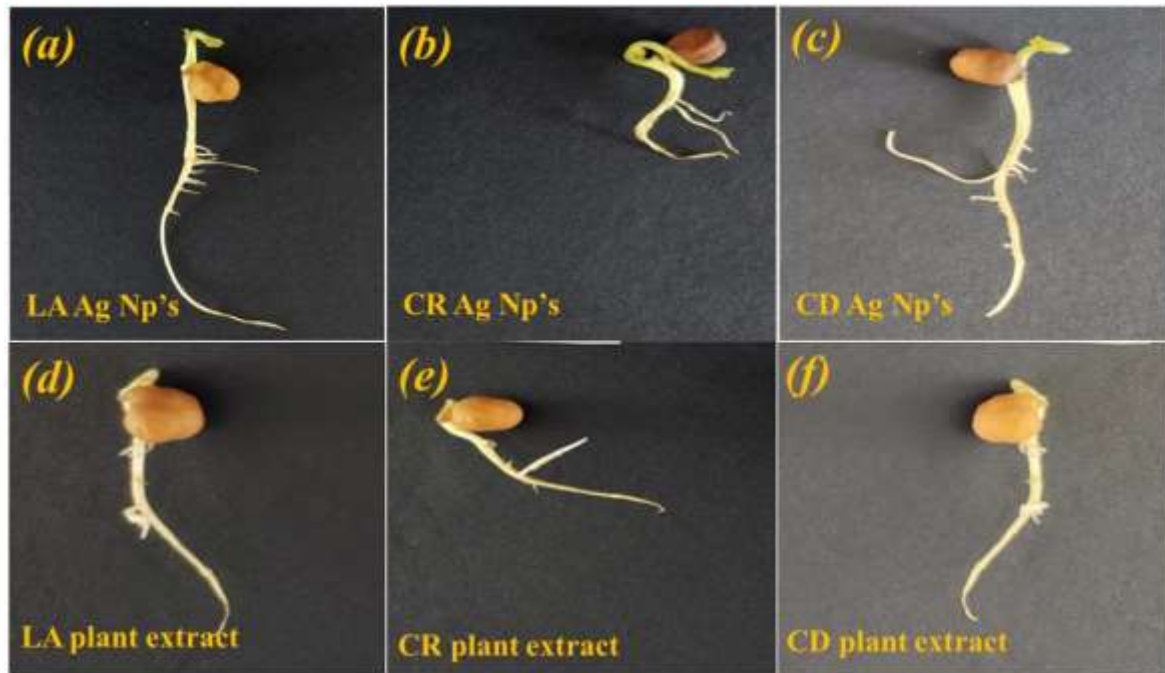 (a)
LA Ag Np's
(b)
CR Ag Np's
(c)
CD Ag Np's
(d)
LA plant extract
(e)
CR plant extract
(f)
CD plant extract